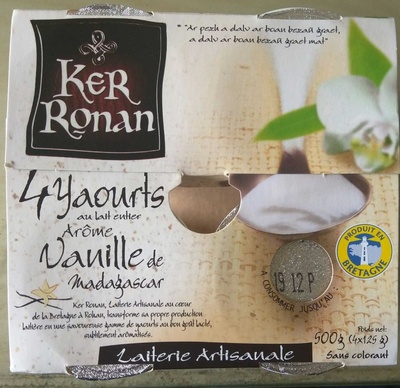 * "Ar pezh a dalv ar boan bezañ graet,
a dalv ar boan bezañ graet mat"
KER
RONAN
4 Yaourts
au lait entier
Arôme
Vanille de
Madagascar
Ker Ronan, Laiterie Artisanale au cœur
de la Bretagne à Rohan, transforme sa propre production
laitière en une savoureuse gamme de yaourts au bon goût lacté,
subtilement aromatisés.
19 12 P
A CONSOMMER JUSQU'AU
PRODUIT EN
BRETAGNE
Poids net:
500g (4x125 g)
Sans colorant
Laiterie Artisanale